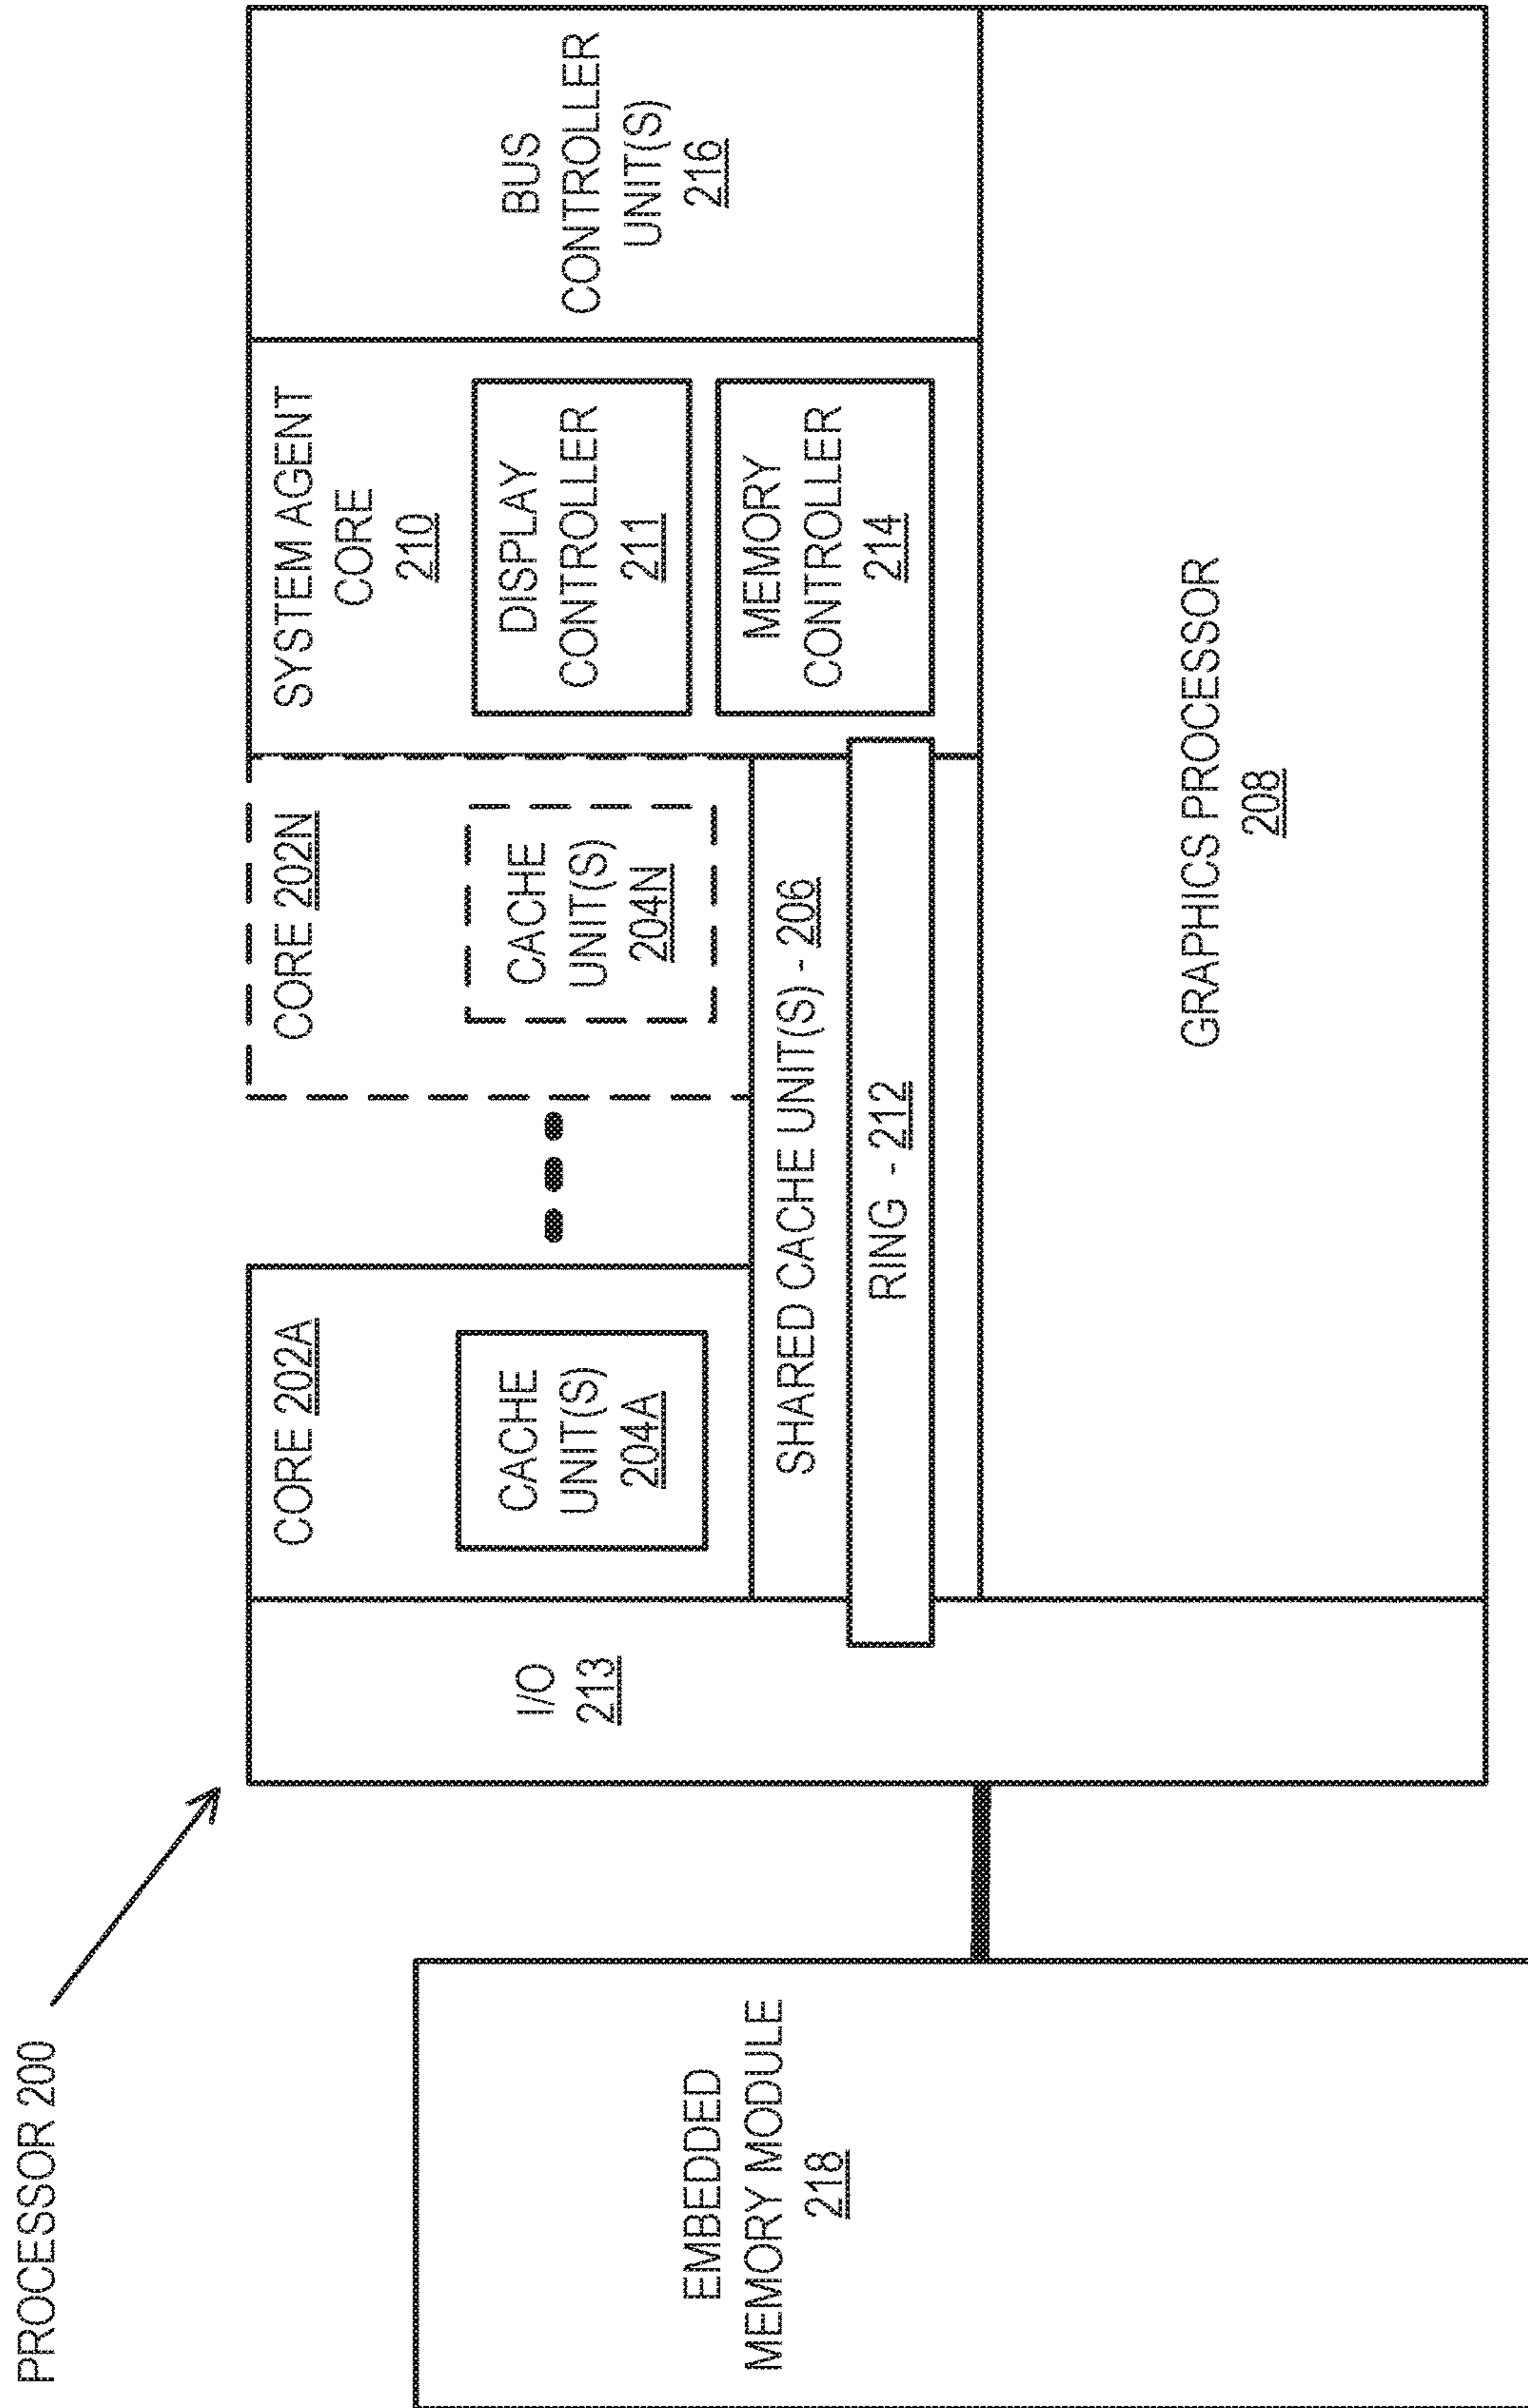 PROCESSOR 200
EMBEDDED
MEMORY MODULE
218
I/O
213
CORE 202A
CACHE
UNIT(S)
204A
CORE 202N
CACHE
UNIT(S)
204N
SHARED CACHE UNIT(S) - 206
RING - 212
SYSTEM AGENT
CORE
210
DISPLAY
CONTROLLER
211
MEMORY
CONTROLLER
214
BUS
CONTROLLER
UNIT(S)
216
GRAPHICS PROCESSOR
208